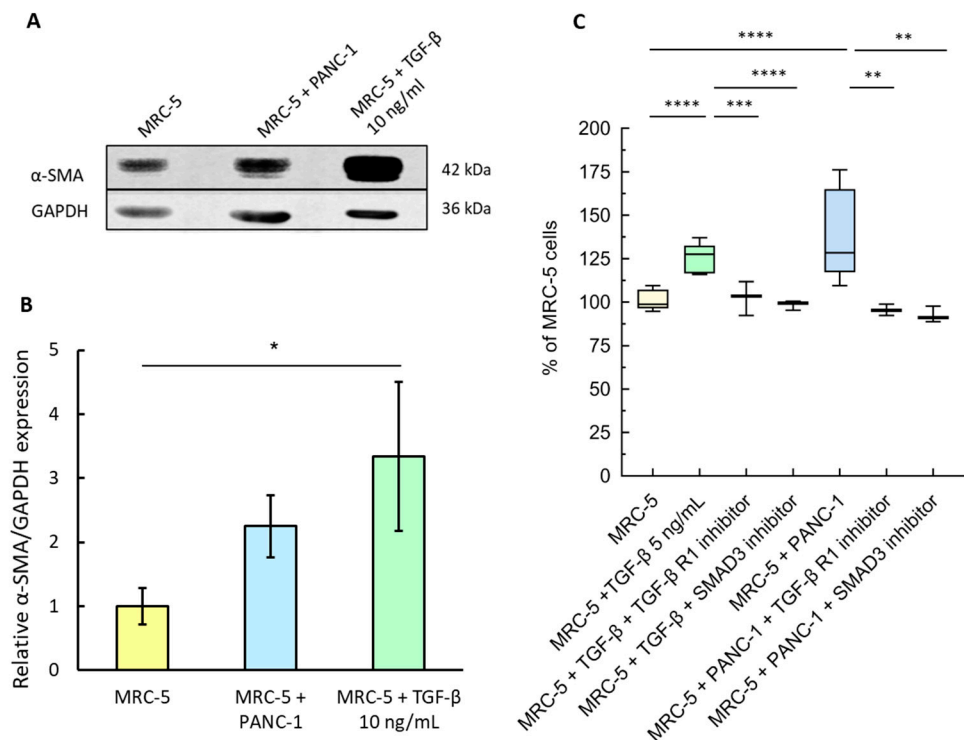 A
MRC-5
MRC-5 + PANC-1
MRC-5 + TGF-β
10 ng/ml
α-SMA
42 kDa
GAPDH
36 kDa
B
Relative α-SMA/GAPDH expression
5
4
3
2
1
0
*
MRC-5
MRC-5 +
PANC-1
MRC-5 + TGF-β
10 ng/mL
C
****
**
****
**
****
***
% of MRC-5 cells
200
175
150
125
100
75
50
25
0
MRC-5
MRC-5 +TGF-β 5 ng/mL
MRC-5 + TGF-β + TGF-β R1 inhibitor
MRC-5 + TGF-β + SMAD3 inhibitor
MRC-5 + PANC-1
MRC-5 + PANC-1 + TGF-β R1 inhibitor
MRC-5 + PANC-1 + SMAD3 inhibitor